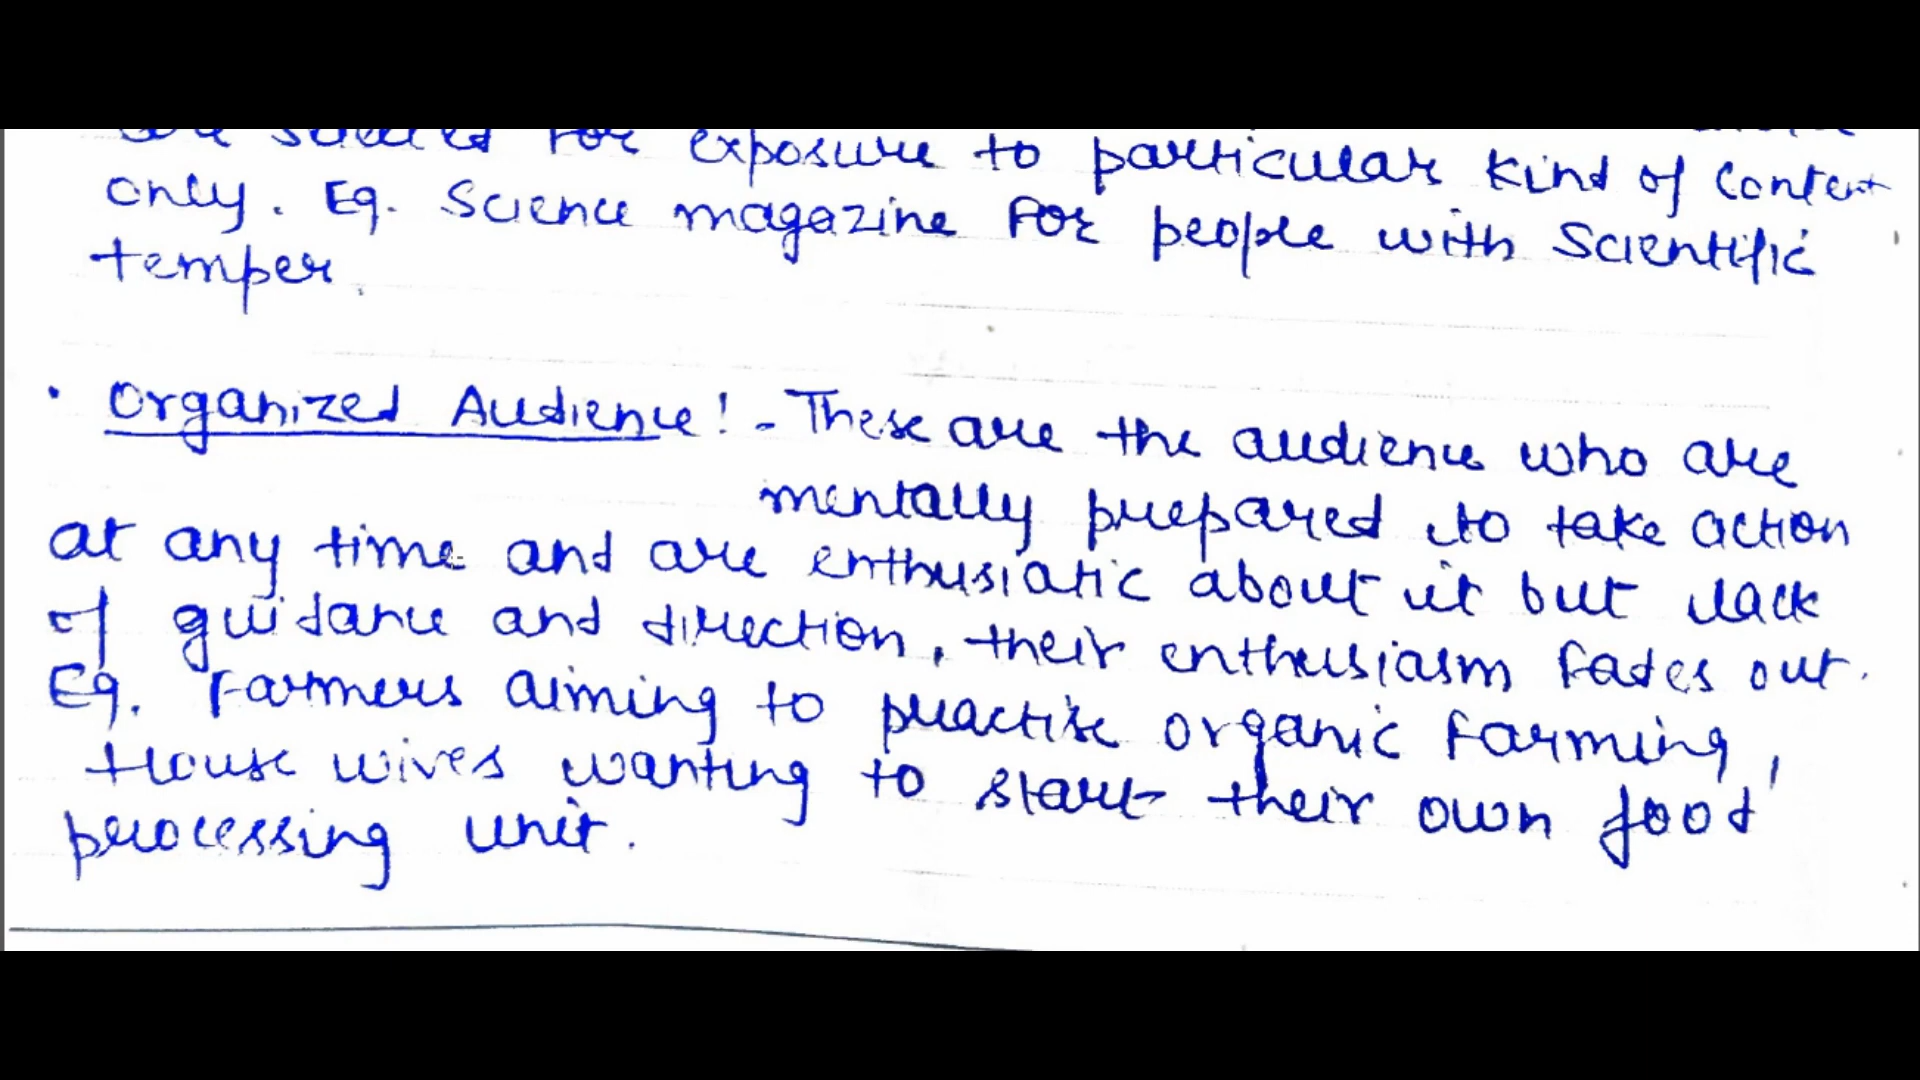 for exposure to particular kind of content
only. Eg. Science magazine for people with Scientific
temper.
• Organized Audience! - These are the audience who are
mentally prepared to take action
at any time and are enthusiatic about it but lack
of guidance and direction, their enthusiasm fades out.
Eg. Farmers aiming to practise organic farming,
House wives wanting to start their own food
processing unit.